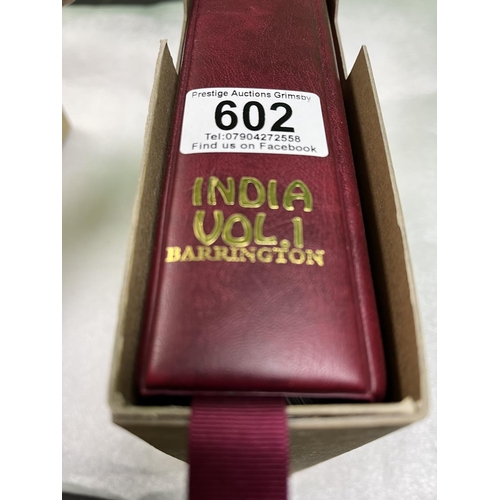 Prestige Auctions Grimsby
602
Tel:07904272558
Find us on Facebook
INDIA
VOL.1
BARRINGTON